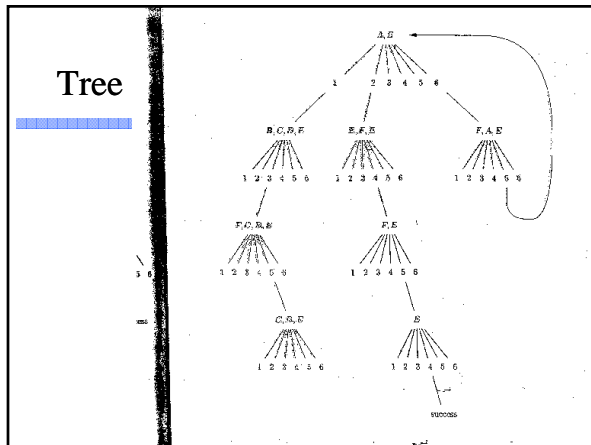 Tree
A, E
1 2 3 4 5 6
B, C, D, E E, F, E F, A, E
1 2 3 4 5 6 1 2 3 4 5 6 1 2 3 4 5 6
F, C, D, E F, E
5 6 1 2 3 4 5 6 1 2 3 4 5 6
C, D, E E
1 2 3 4 5 6 1 2 3 4 5 6
success